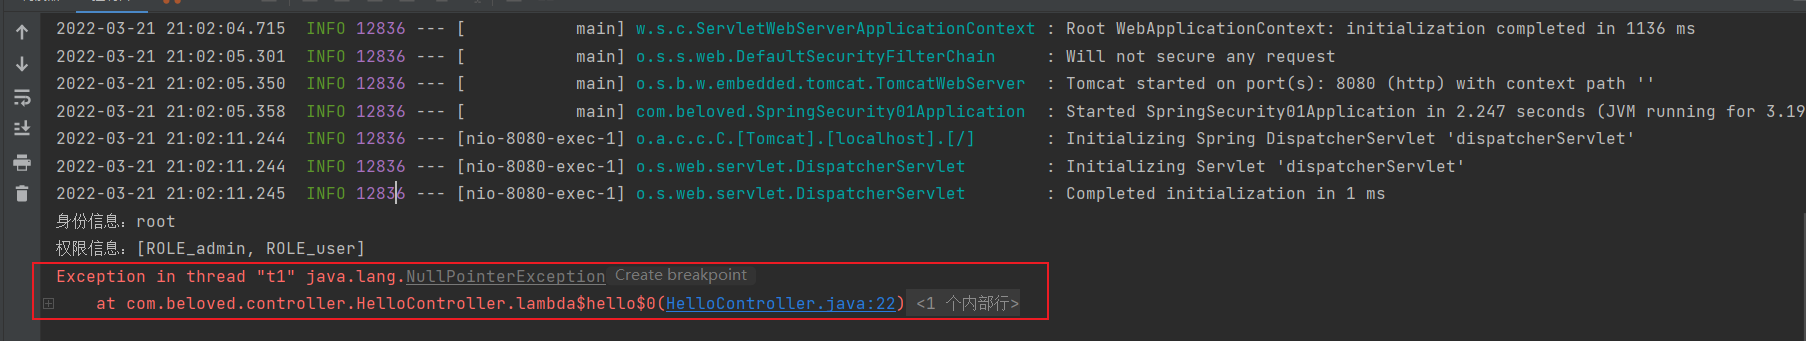 2022-03-21 21:02:04.715  INFO 12836 --- [           main] w.s.c.ServletWebServerApplicationContext : Root WebApplicationContext: initialization completed in 1136 ms
2022-03-21 21:02:05.301  INFO 12836 --- [           main] o.s.s.web.DefaultSecurityFilterChain     : Will not secure any request
2022-03-21 21:02:05.350  INFO 12836 --- [           main] o.s.b.w.embedded.tomcat.TomcatWebServer  : Tomcat started on port(s): 8080 (http) with context path ''
2022-03-21 21:02:05.358  INFO 12836 --- [           main] com.beloved.SpringSecurity01Application  : Started SpringSecurity01Application in 2.247 seconds (JVM running for 3.19
2022-03-21 21:02:11.244  INFO 12836 --- [nio-8080-exec-1] o.a.c.c.C.[Tomcat].[localhost].[/]       : Initializing Spring DispatcherServlet 'dispatcherServlet'
2022-03-21 21:02:11.244  INFO 12836 --- [nio-8080-exec-1] o.s.web.servlet.DispatcherServlet        : Initializing Servlet 'dispatcherServlet'
2022-03-21 21:02:11.245  INFO 12836 --- [nio-8080-exec-1] o.s.web.servlet.DispatcherServlet        : Completed initialization in 1 ms
身份信息：root
权限信息：[ROLE_admin, ROLE_user]
Exception in thread "t1" java.lang.NullPointerException Create breakpoint
at com.beloved.controller.HelloController.lambda$hello$0(HelloController.java:22) <1 个内部行>